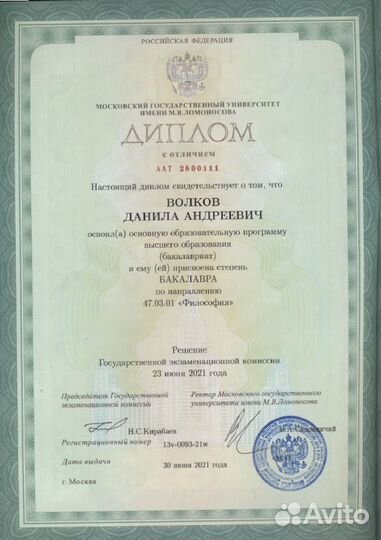 РОССИЙСКАЯ ФЕДЕРАЦИЯ
МОСКОВСКИЙ ГОСУДАРСТВЕННЫЙ УНИВЕРСИТЕТ
ИМЕНИ М.В.ЛОМОНОСОВА
ДИПЛОМ
с отличием
ААТ 2800111
Настоящий диплом свидетельствует о том, что
ВОЛКОВ
ДАНИЛА АНДРЕЕВИЧ
освоил(а) основную образовательную программу
высшего образования
(бакалавриат)
и ему (ей) присвоена степень
БАКАЛАВРА
по направлению
47.03.01 «Философия»
Решение
Государственной экзаменационной комиссии
23 июня 2021 года
Председатель Государственной
экзаменационной комиссии
Ректор Московского государственного
университета имени М.В.Ломоносова
Н.С.Кирабаев
В.А.Садовничий
Регистрационный номер 13v-0093-21w
Дата выдачи 30 июня 2021 года
г. Москва
Avito